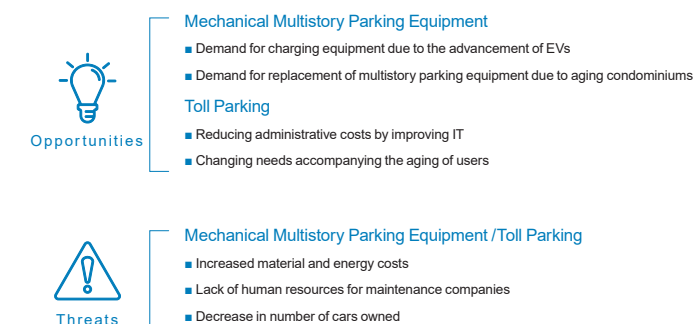 Mechanical Multistory Parking Equipment
■ Demand for charging equipment due to the advancement of EVs
■ Demand for replacement of multistory parking equipment due to aging condominiums
Toll Parking
■ Reducing administrative costs by improving IT
■ Changing needs accompanying the aging of users
Opportunities
Mechanical Multistory Parking Equipment /Toll Parking
■ Increased material and energy costs
■ Lack of human resources for maintenance companies
■ Decrease in number of cars owned
Threats